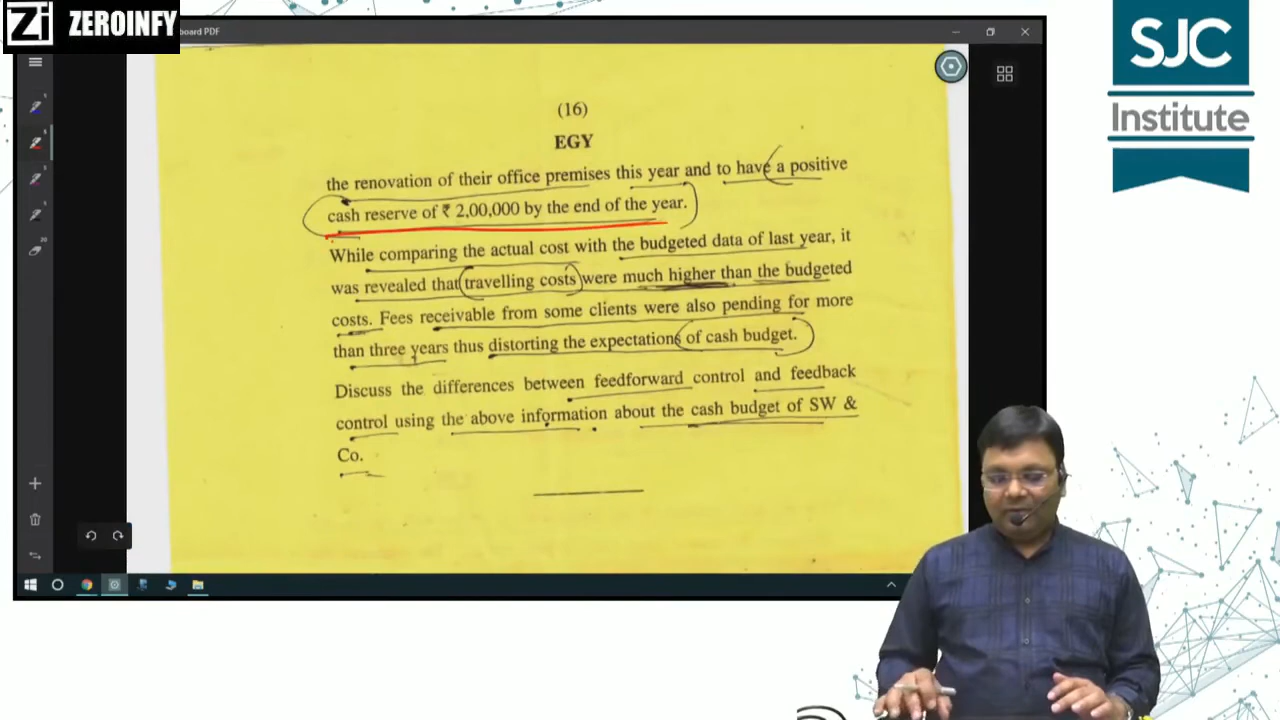 Zi ZEROINFY
board PDF
SJC
Institute
(16)
EGY
the renovation of their office premises this year and to have a positive
cash reserve of ₹ 2,00,000 by the end of the year.
While comparing the actual cost with the budgeted data of last year, it
was revealed that travelling costs were much higher than the budgeted
costs. Fees receivable from some clients were also pending for more
than three years thus distorting the expectations of cash budget.
Discuss the differences between feedforward control and feedback
control using the above information about the cash budget of SW &
Co.